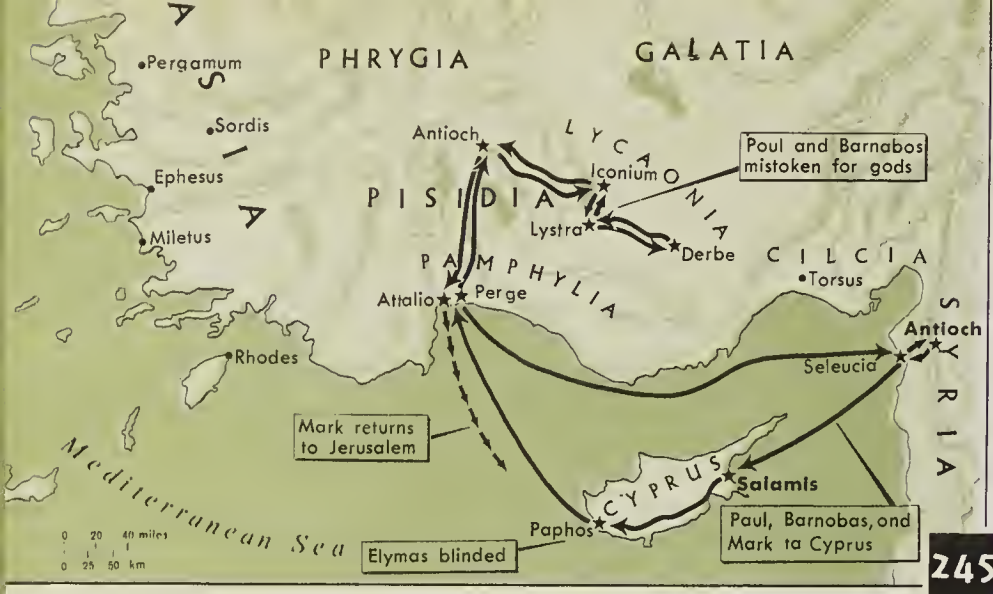 PHRYGIA
GALATIA
ASIA
Pergamum
Sordis
Ephesus
Miletus
Antioch
LYCAONIA
Iconium
Poul and Barnabos
mistoken for gods
PISIDIA
Lystra
Derbe
PAMPHYLIA
CILCIA
Torsus
Attalio
Perge
SYRIA
Antioch
Seleucia
Rhodes
Mark returns
to Jerusalem
Mediterranean Sea
CYPRUS
Salamis
Paphos
Paul, Barnobas, ond
Mark ta Cyprus
Elymas blinded
0 20 40 miles
0 25 50 km
245